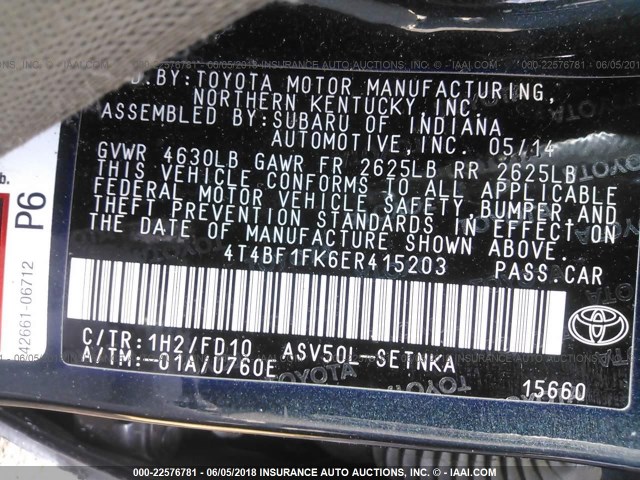 000-22576781 - 06/05/2018 - INSURANCE AUTO AUCTIONS - © - IAAI.COM
D.BY: TOYOTA MOTOR MANUFACTURING,
NORTHERN KENTUCKY, INC.
ASSEMBLED BY: SUBARU OF INDIANA
AUTOMOTIVE, INC. 05/14
GVWR 4630LB GAWR FR 2625LB RR 2625LB
THIS VEHICLE CONFORMS TO ALL APPLICABLE
FEDERAL MOTOR VEHICLE SAFETY, BUMPER, AND
THEFT PREVENTION STANDARDS IN EFFECT ON
THE DATE OF MANUFACTURE SHOWN ABOVE.
4T4BF1FK6ER415203 PASS.CAR
C/TR: 1H2/FD10 ASV50L-SETNKA
A/TM: -01A/U760E
15660
TOYOTA
b.
P6
42661-06712
000-22576781 - 06/05/2018 - INSURANCE AUTO AUCTIONS - © - IAAI.COM